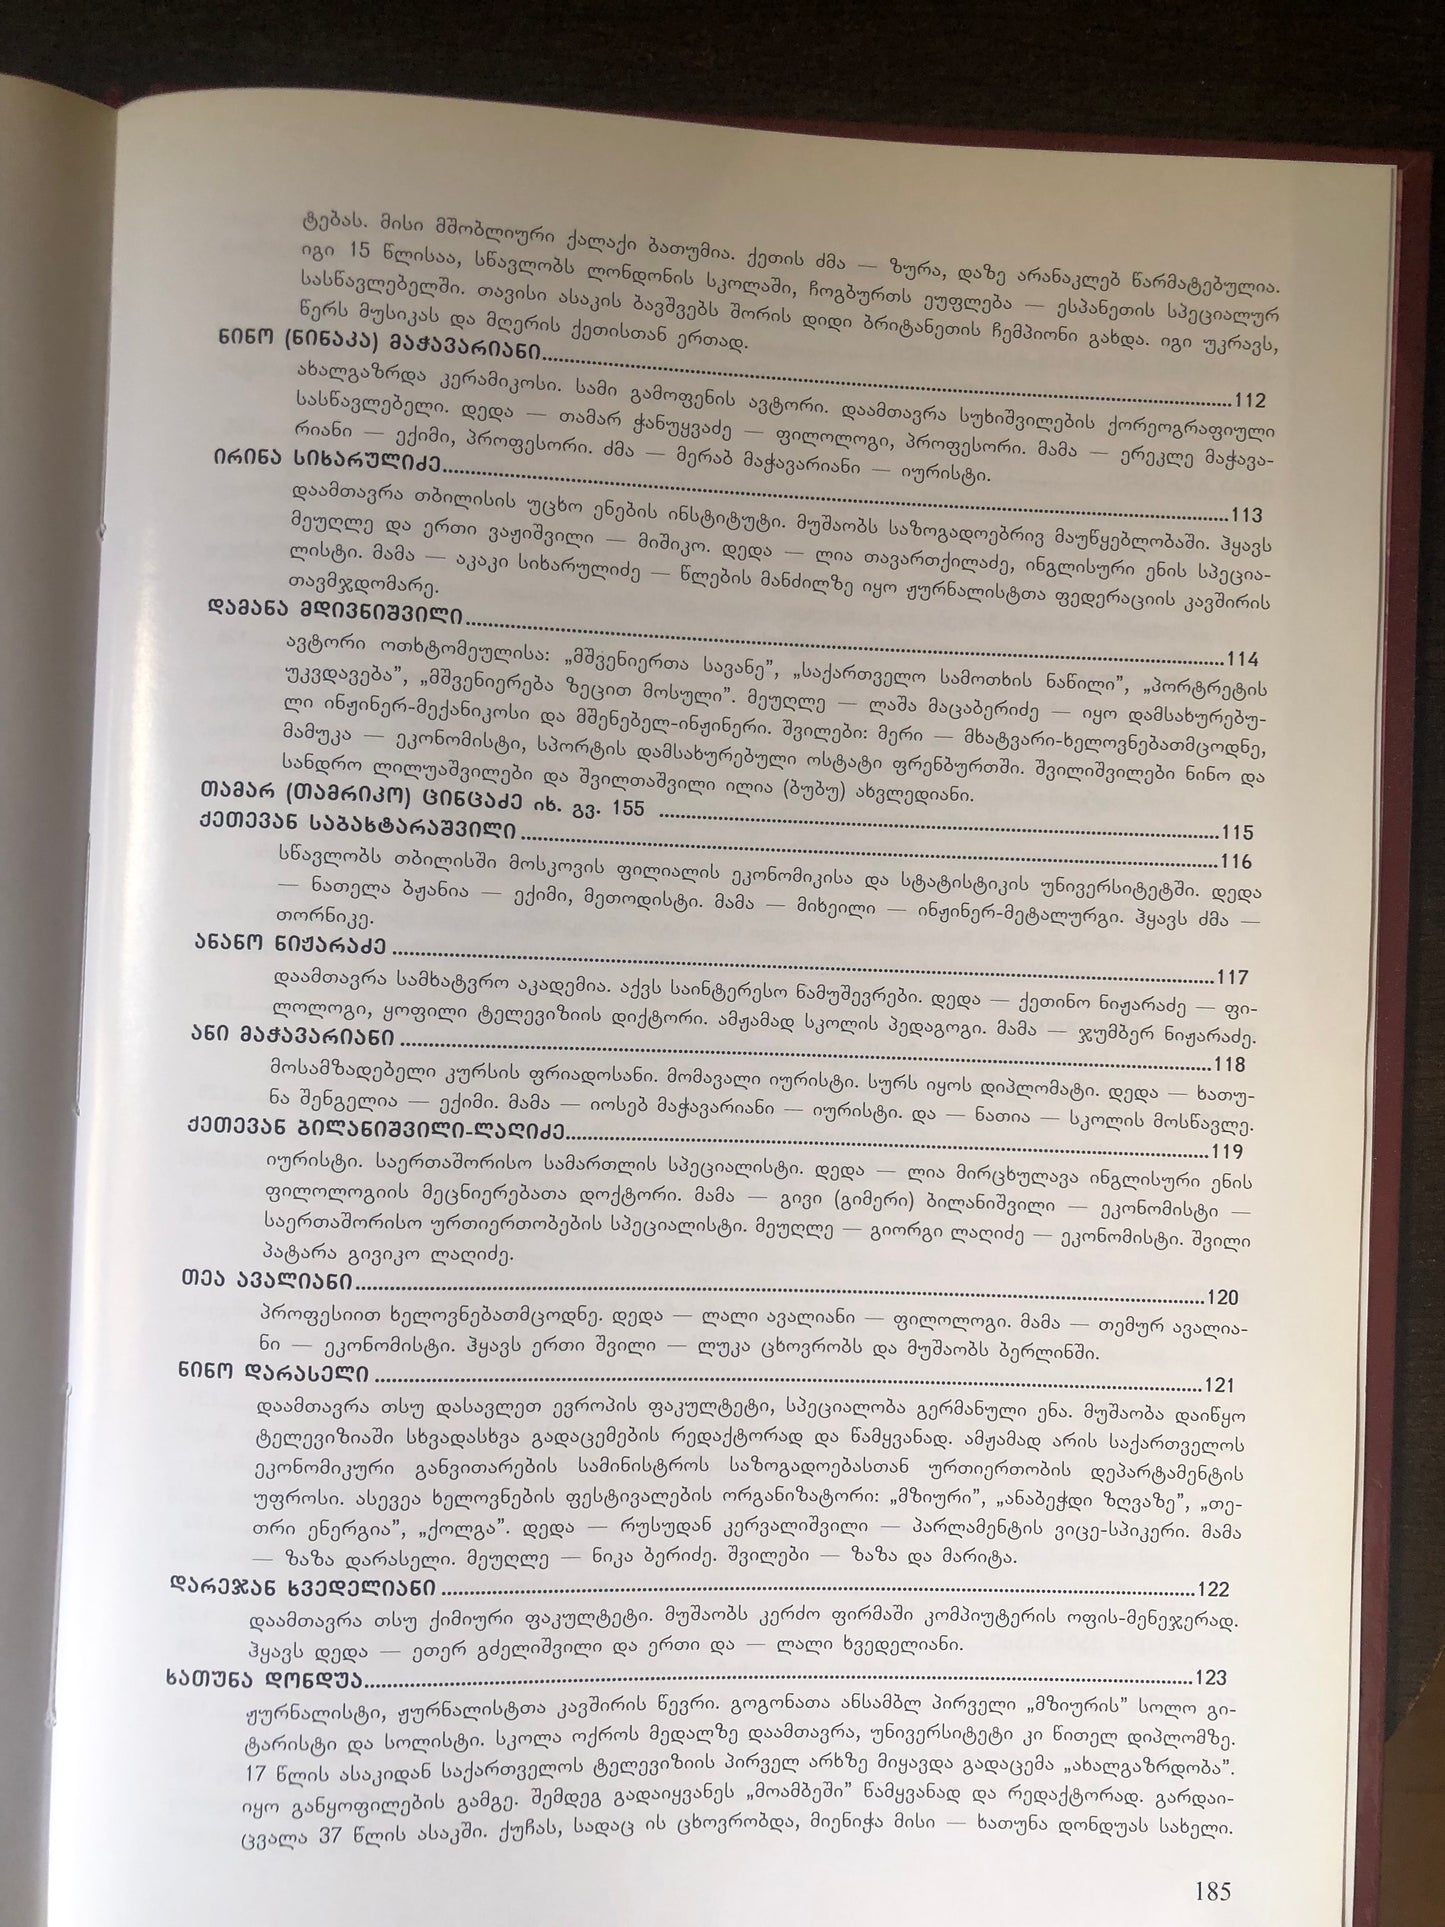 ტებას. მისი მშობლიური ქალაქი ბათუმია. ქეთის ძმა — ზურა, დაზე არანაკლებ წარმატებულია.
იგი 15 წლისაა, სწავლობს ლონდონის სკოლაში, ჩოგბურთს ეუფლება — ესპანეთის სპეციალურ
სასწავლებელში. თავისი ასაკის ბავშვებს შორის დიდი ბრიტანეთის ჩემპიონი გახდა. იგი უკრავს,
წერს მუსიკას და მღერის ქეთისთან ერთად.
ნინო (ნინაკა) მაჭავარიანი...112
ახალგაზრდა კერამიკოსი. სამი გამოფენის ავტორი. დაამთავრა სუხიშვილების ქორეოგრაფიული
სასწავლებელი. დედა — თამარ ჭანუყვაძე — ფილოლოგი, პროფესორი. მამა — ერეკლე მაჭავა-
რიანი — ექიმი, პროფესორი. ძმა — მერაბ მაჭავარიანი — იურისტი.
ირინა სიხარულიძე...113
დაამთავრა თბილისის უცხო ენების ინსტიტუტი. მუშაობს საზოგადოებრივ მაუწყებლობაში. ჰყავს
მეუღლე და ერთი ვაჟიშვილი — მიშიკო. დედა — ლია თავართქილაძე, ინგლისური ენის სპეცია-
ლისტი. მამა — აკაკი სიხარულიძე — წლების მანძილზე იყო ჟურნალისტთა ფედერაციის კავშირის
თავმჯდომარე.
დამანა მდივნიშვილი...114
ავტორი ოთხტომეულისა: „მშვენიერთა სავანე”, „საქართველო სამოთხის ნაწილი”, „პორტრეტის
უკვდავება”, „მშვენიერება ზეცით მოსული”. მეუღლე — ლაშა მაცაბერიძე — იყო დამსახურებუ-
ლი ინჟინერ-მექანიკოსი და მშენებელ-ინჟინერი. შვილები: მერი — მხატვარი-ხელოვნებათმცოდნე,
მამუკა — ეკონომისტი, სპორტის დამსახურებული ოსტატი ფრენბურთში. შვილიშვილები ნინო და
სანდრო ლილუაშვილები და შვილთაშვილი ილია (ბუბუ) ახვლედიანი.
თამარ (თამრიკო) ცინცაძე იხ. გვ. 155 ...115
ქეთევან საბახტარაშვილი ...116
სწავლობს თბილისში მოსკოვის ფილიალის ეკონომიკისა და სტატისტიკის უნივერსიტეტში. დედა
— ნათელა ბჟანია — ექიმი, მეთოდისტი. მამა — მიხეილი — ინჟინერ-მეტალურგი. ჰყავს ძმა —
თორნიკე.
ანანო ნიჟარაძე ...117
დაამთავრა სამხატვრო აკადემია. აქვს საინტერესო ნამუშევრები. დედა — ქეთინო ნიჟარაძე — ფი-
ლოლოგი, ყოფილი ტელევიზიის დიქტორი. ამჟამად სკოლის პედაგოგი. მამა — ჯუმბერ ნიჟარაძე.
ანი მაჭავარიანი ...118
მოსამზადებელი კურსის ფრიადოსანი. მომავალი იურისტი. სურს იყოს დიპლომატი. დედა — ხათუ-
ნა შენგელია — ექიმი. მამა — იოსებ მაჭავარიანი — იურისტი. და — ნათია — სკოლის მოსწავლე.
ქეთევან ბილანიშვილი-ლაღიძე...119
იურისტი. საერთაშორისო სამართლის სპეციალისტი. დედა — ლია მირცხულავა ინგლისური ენის
ფილოლოგიის მეცნიერებათა დოქტორი. მამა — გივი (გიმერი) ბილანიშვილი — ეკონომისტი —
საერთაშორისო ურთიერთობების სპეციალისტი. მეუღლე — გიორგი ლაღიძე — ეკონომისტი. შვილი
პატარა გივიკო ლაღიძე.
თეა ავალიანი...120
პროფესიით ხელოვნებათმცოდნე. დედა — ლალი ავალიანი — ფილოლოგი. მამა — თემურ ავალია-
ნი — ეკონომისტი. ჰყავს ერთი შვილი — ლუკა ცხოვრობს და მუშაობს ბერლინში.
ნინო დარასელი ...121
დაამთავრა თსუ დასავლეთ ევროპის ფაკულტეტი, სპეციალობა გერმანული ენა. მუშაობა დაიწყო
ტელევიზიაში სხვადასხვა გადაცემების რედაქტორად და წამყვანად. ამჟამად არის საქართველოს
ეკონომიკური განვითარების სამინისტროს საზოგადოებასთან ურთიერთობის დეპარტამენტის
უფროსი. ასევეა ხელოვნების ფესტივალების ორგანიზატორი: „მზიური”, „ანაბეჭდი ზღვაზე”, „თე-
თრი ენერგია”, „ქოლგა”. დედა — რუსუდან კერვალიშვილი — პარლამენტის ვიცე-სპიკერი. მამა
— ზაზა დარასელი. მეუღლე — ნიკა ბერიძე. შვილები — ზაზა და მარიტა.
დარეჯან ხვედელიანი ...122
დაამთავრა თსუ ქიმიური ფაკულტეტი. მუშაობს კერძო ფირმაში კომპიუტერის ოფის-მენეჯერად.
ჰყავს დედა — ეთერ გძელიშვილი და ერთი და — ლალი ხვედელიანი.
ხათუნა დონდუა...123
ჟურნალისტი, ჟურნალისტთა კავშირის წევრი. გოგონათა ანსამბლ პირველი „მზიურის” სოლო გი-
ტარისტი და სოლისტი. სკოლა ოქროს მედალზე დაამთავრა, უნივერსიტეტი კი წითელ დიპლომზე.
17 წლის ასაკიდან საქართველოს ტელევიზიის პირველ არხზე მიყავდა გადაცემა „ახალგაზრდობა”.
იყო განყოფილების გამგე. შემდეგ გადაიყვანეს „მოამბეში” წამყვანად და რედაქტორად. გარდაი-
ცვალა 37 წლის ასაკში. ქუჩას, სადაც ის ცხოვრობდა, მიენიჭა მისი — ხათუნა დონდუას სახელი.
185